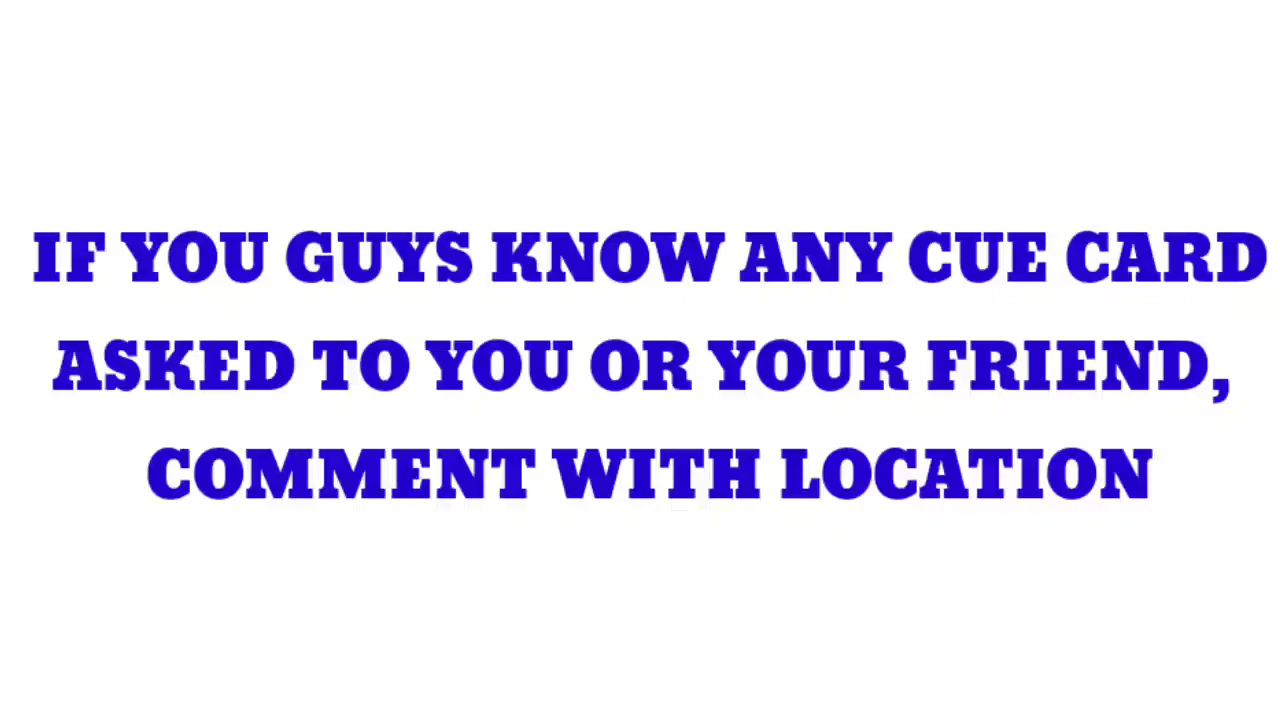 IF YOU GUYS KNOW ANY CUE CARD
ASKED TO YOU OR YOUR FRIEND,
COMMENT WITH LOCATION